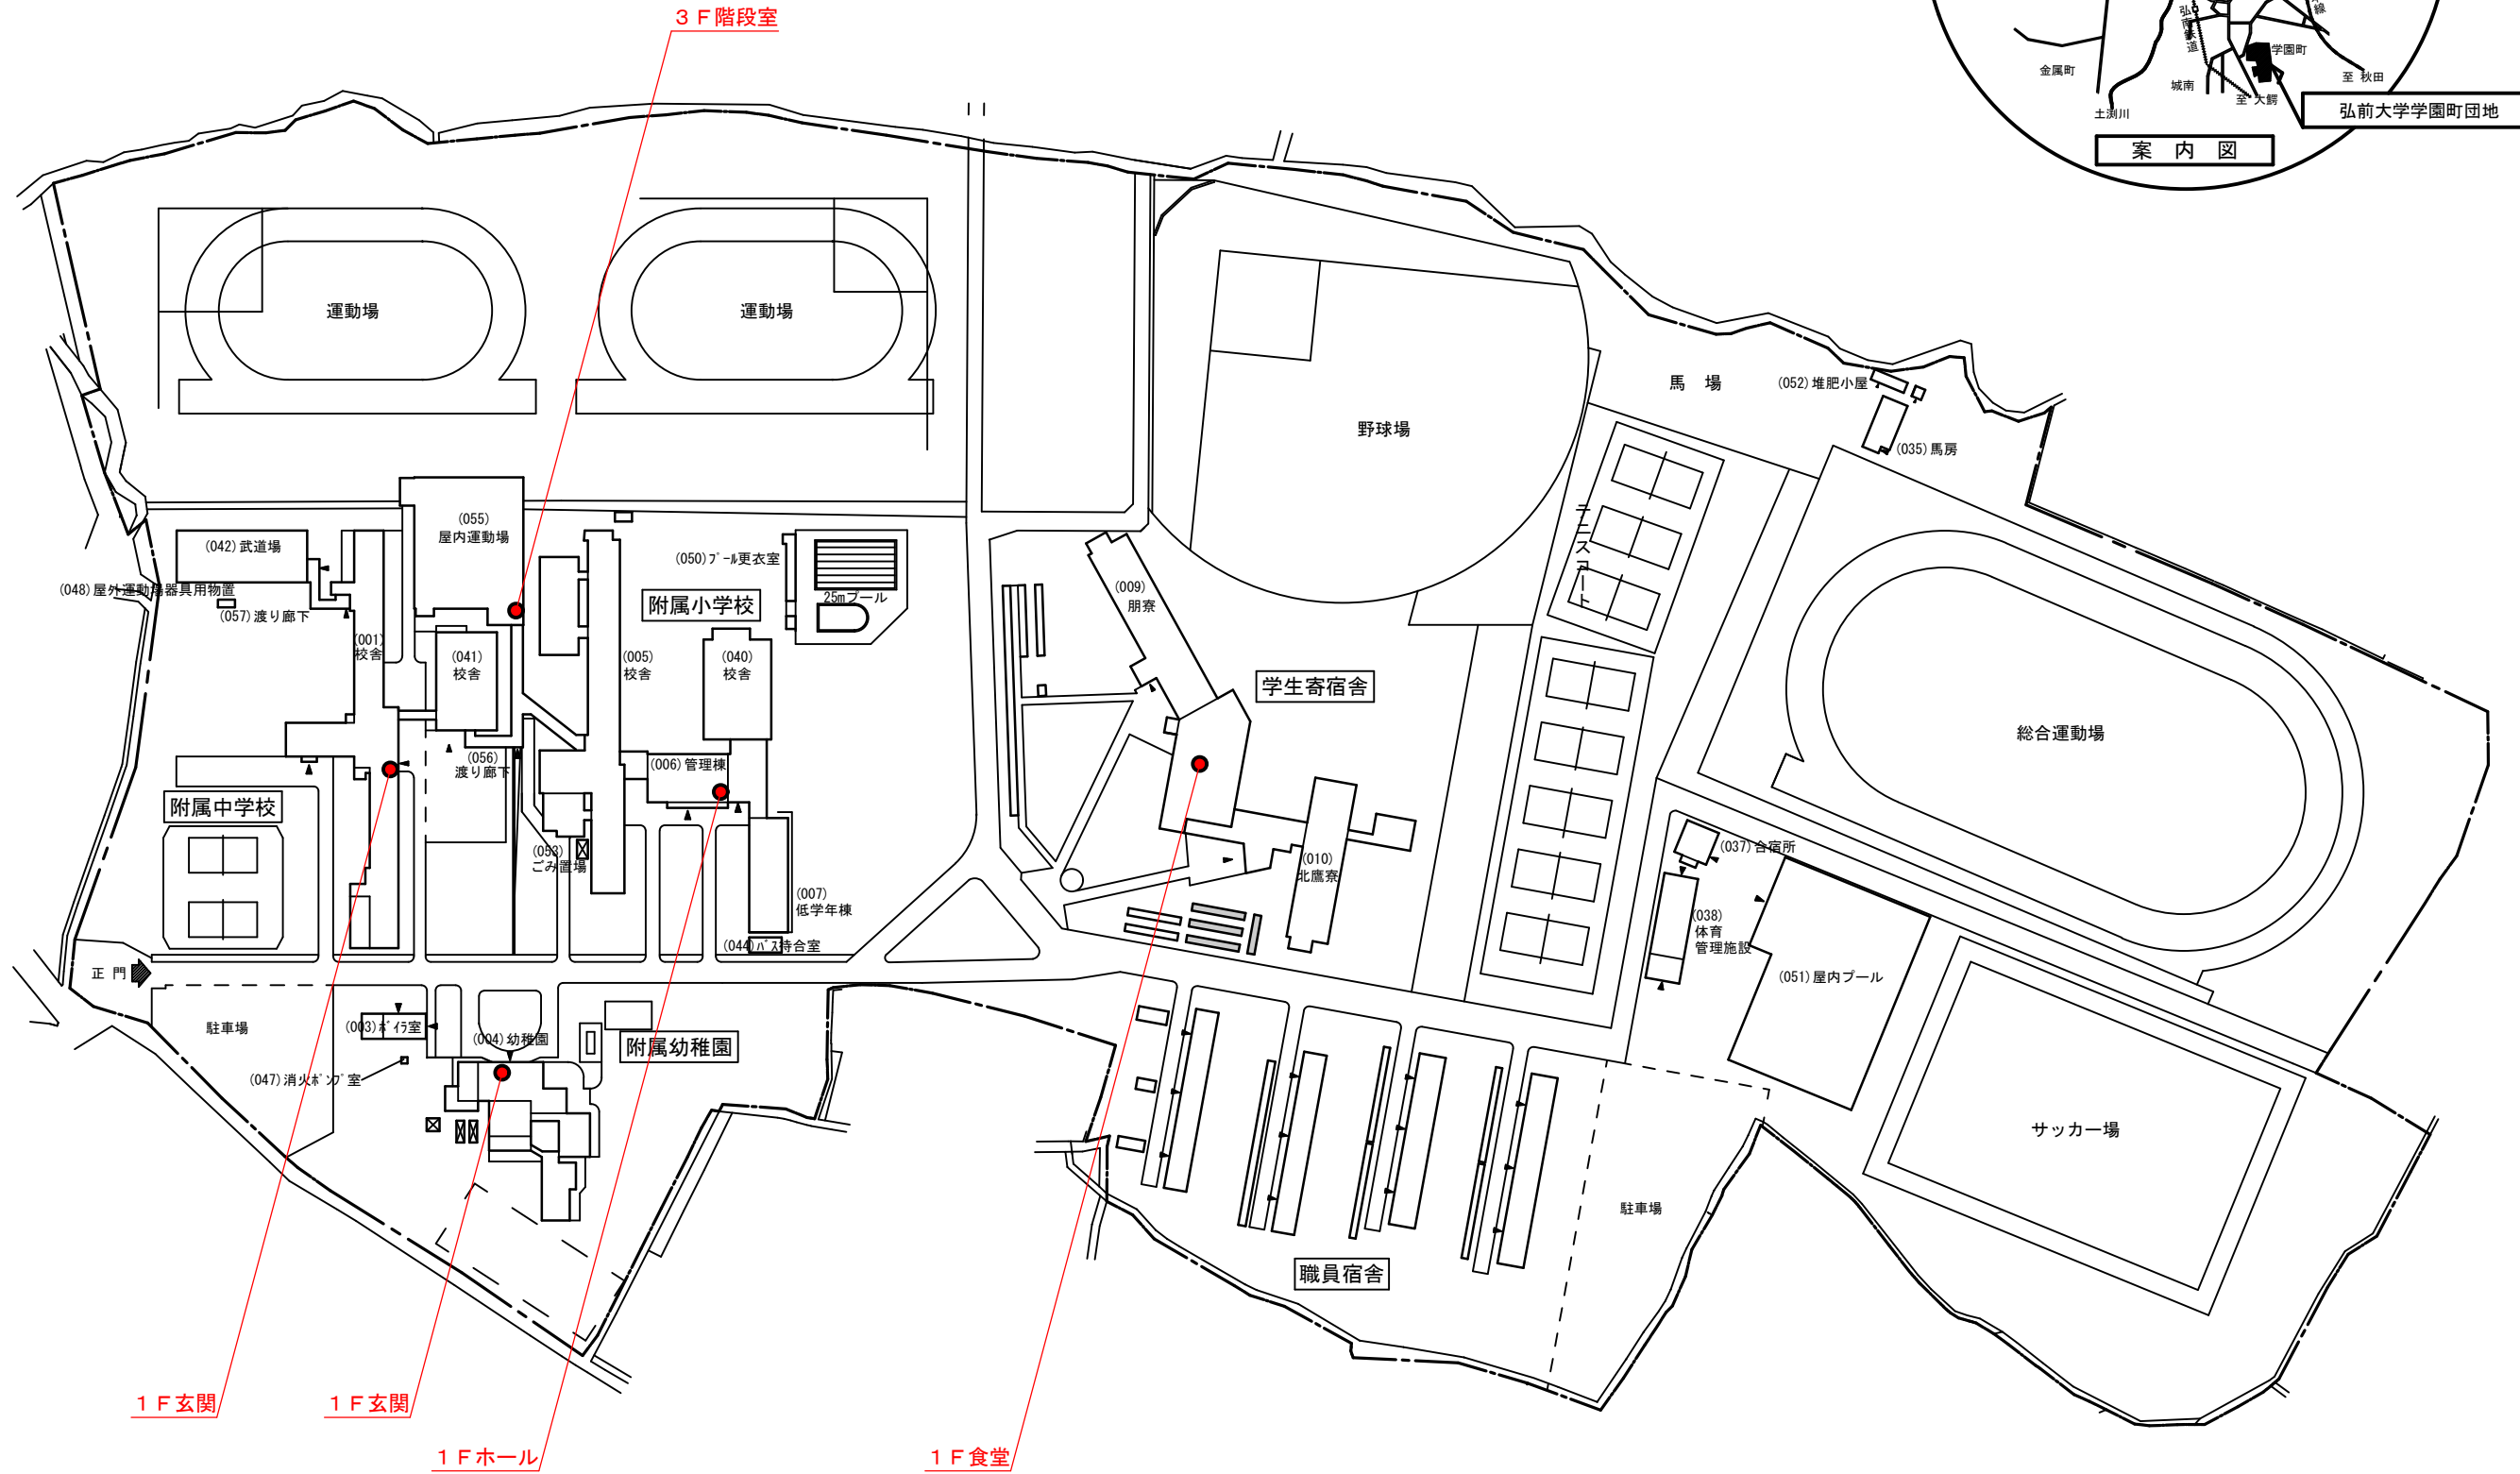 ３Ｆ階段室
弘南鉄道
線
学園町
金属町
至 秋田
城南
至 大鰐
土渕川
弘前大学学園町団地
案 内 図
運動場
運動場
馬 場
(052)堆肥小屋
野球場
(035)馬房
テニスコート
(055)
屋内運動場
(042)武道場
(050)ﾌﾟｰﾙ更衣室
(048)屋外運動場器具用物置
25mプール
附属小学校
(009)
朋寮
(057)渡り廊下
(001)
校舎
(041)
校舎
(005)
校舎
(040)
校舎
学生寄宿舎
総合運動場
(056)
渡り廊下
(006)管理棟
附属中学校
(053)
ごみ置場
(037)合宿所
(010)
北鷹寮
(007)
低学年棟
(038)
体育
管理施設
(044)ﾊﾞｽ待合室
正 門
(051)屋内プール
駐車場
(003)ﾎﾞｲﾗ室
(004)幼稚園
附属幼稚園
(047)消火ﾎﾟﾝﾌﾟ室
サッカー場
駐車場
職員宿舎
１Ｆ玄関
１Ｆ玄関
１Ｆホール
１Ｆ食堂